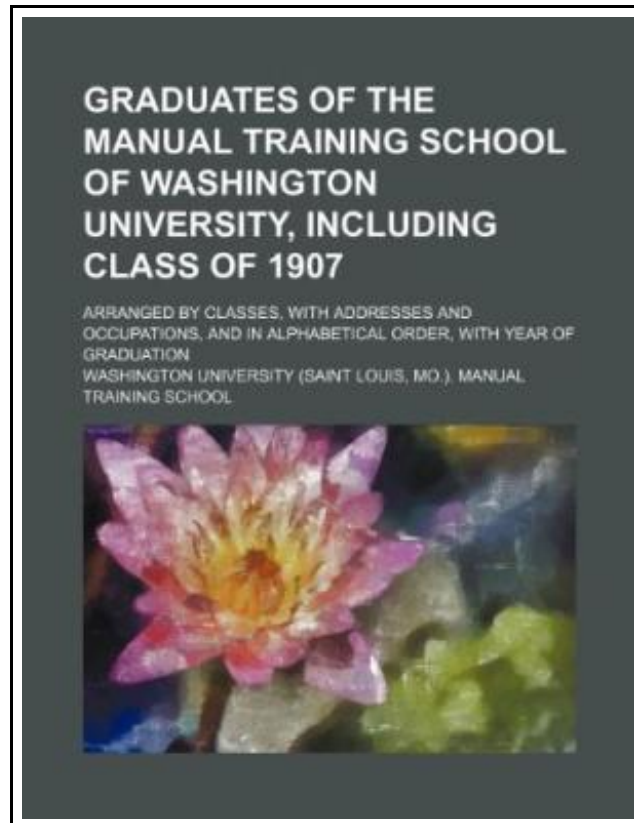 GRADUATES OF THE
MANUAL TRAINING SCHOOL
OF WASHINGTON
UNIVERSITY, INCLUDING
CLASS OF 1907
ARRANGED BY CLASSES, WITH ADDRESSES AND
OCCUPATIONS, AND IN ALPHABETICAL ORDER, WITH YEAR OF
GRADUATION
WASHINGTON UNIVERSITY (SAINT LOUIS, MO.). MANUAL
TRAINING SCHOOL